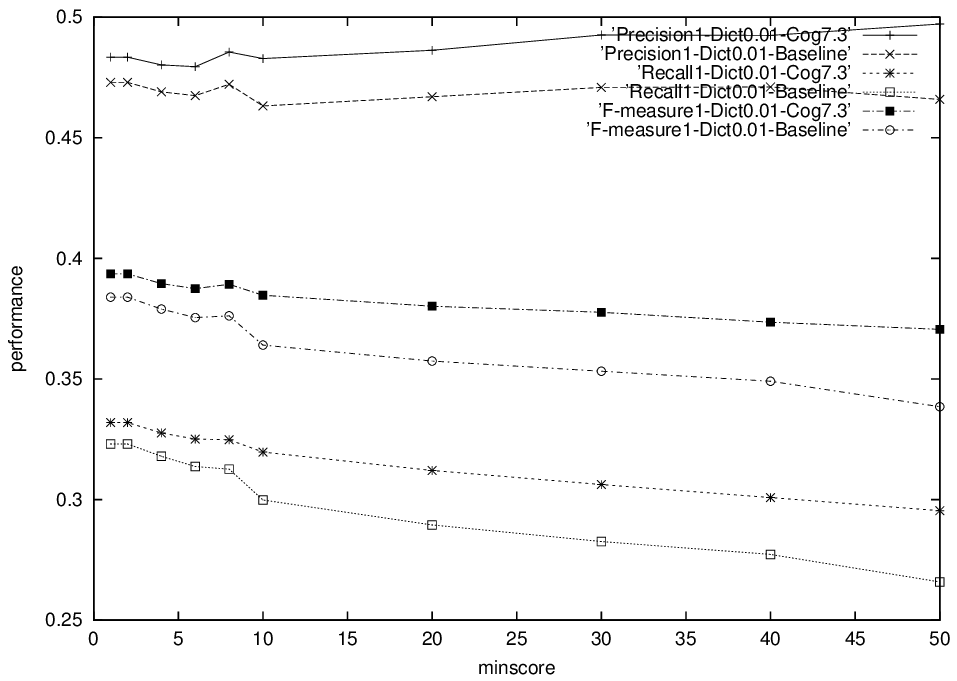 0.5
0.45
0.4
0.35
0.3
0.25
performance
'Precision1-Dict0.01-Cog7.3'
'Precision1-Dict0.01-Baseline'
'Recall1-Dict0.01-Cog7.3'
'Recall1-Dict0.01-Baseline'
'F-measure1-Dict0.01-Cog7.3'
'F-measure1-Dict0.01-Baseline'
0 5 10 15 20 25 30 35 40 45 50
minscore